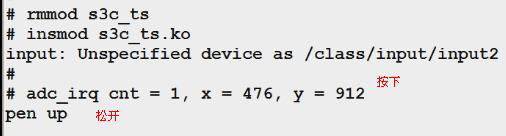 # rmmod s3c_ts
# insmod s3c_ts.ko
input: Unspecified device as /class/input/input2
#
# adc_irq cnt = 1, x = 476, y = 912 按下
pen up 松开